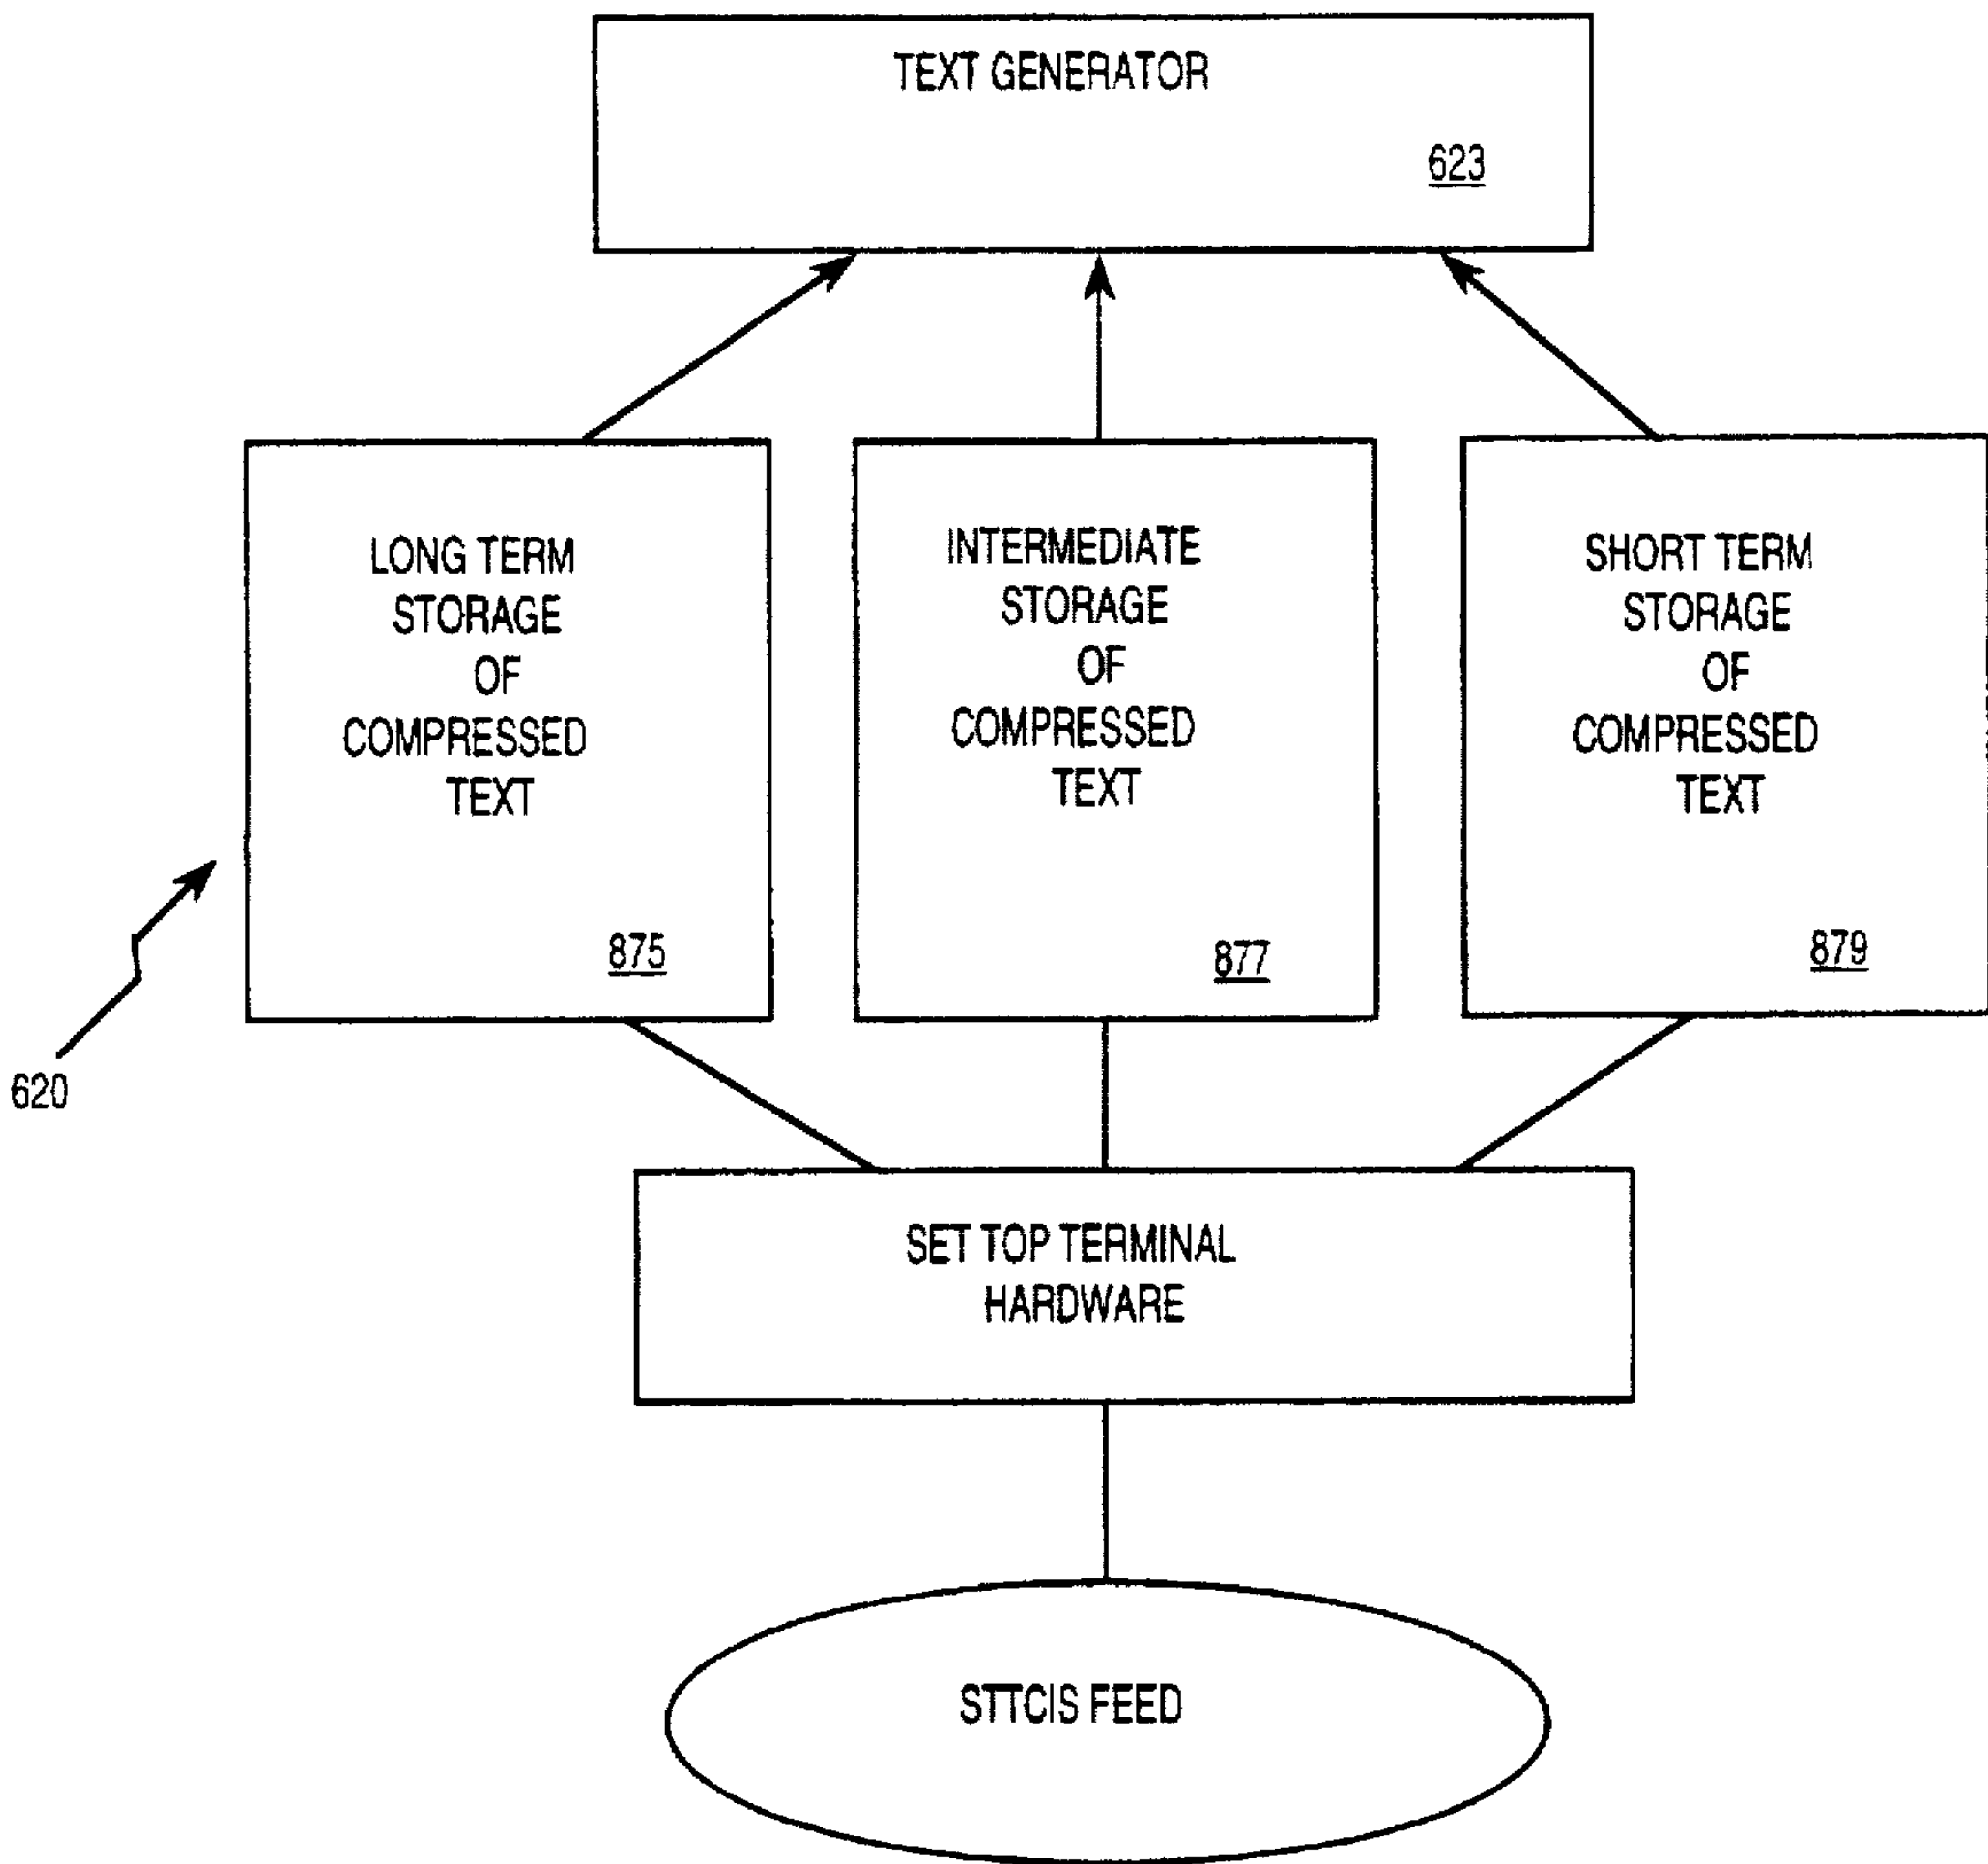 TEXT GENERATOR
623
LONG TERM
STORAGE
OF
COMPRESSED
TEXT
875
INTERMEDIATE
STORAGE
OF
COMPRESSED
TEXT
877
SHORT TERM
STORAGE
OF
COMPRESSED
TEXT
879
620
SET TOP TERMINAL
HARDWARE
STTCIS FEED